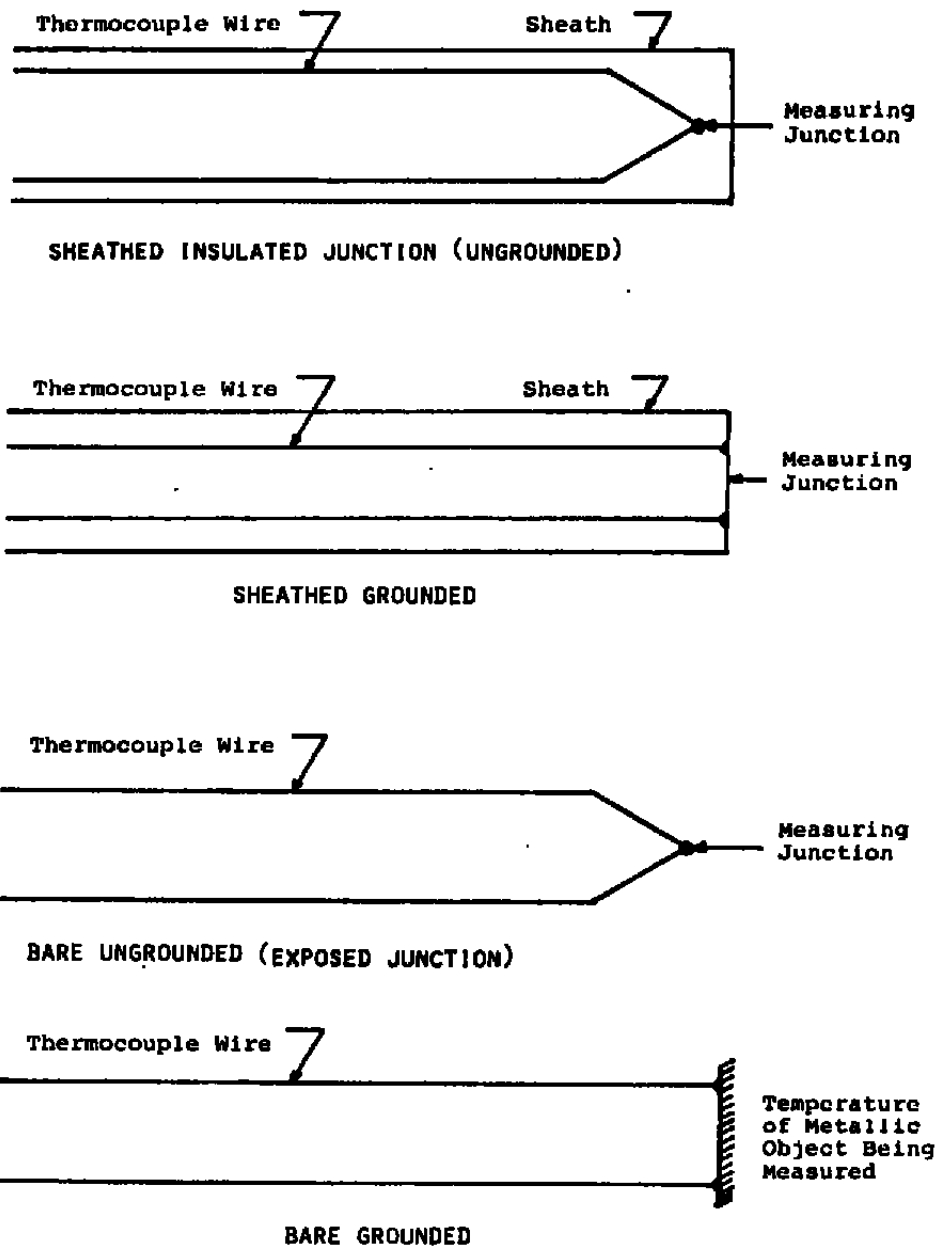 Thermocouple Wire
Sheath
Measuring
Junction
SHEATHED INSULATED JUNCTION (UNGROUNDED)
Thermocouple Wire
Sheath
Measuring
Junction
SHEATHED GROUNDED
Thermocouple Wire
Measuring
Junction
BARE UNGROUNDED (EXPOSED JUNCTION)
Thermocouple Wire
Temperature
of Metallic
Object Being
Measured
BARE GROUNDED